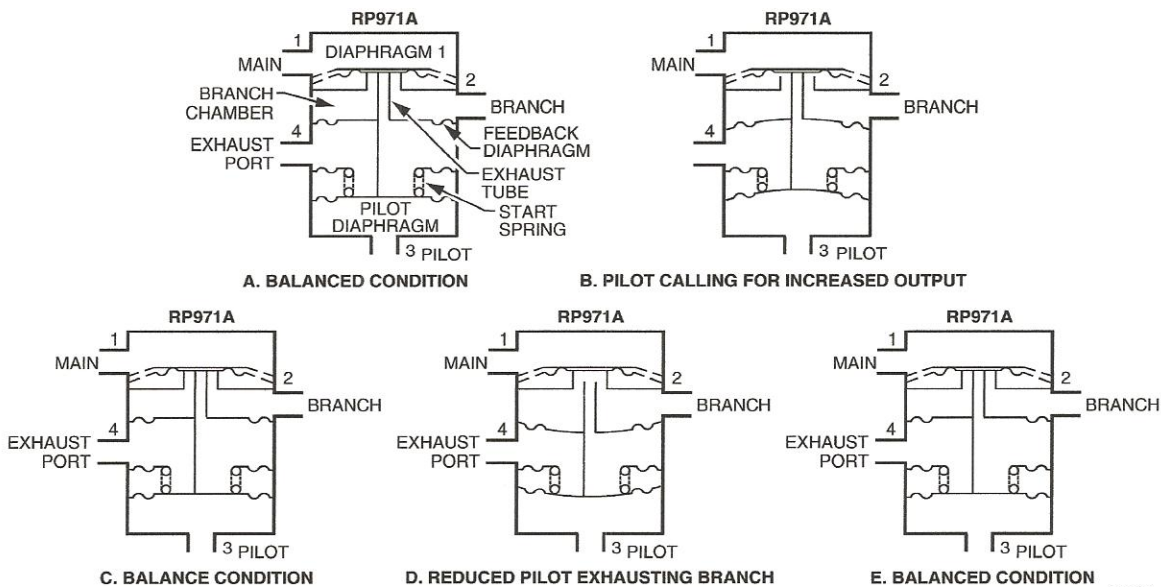 RP971A
1
DIAPHRAGM 1
MAIN
2
BRANCH
CHAMBER
BRANCH
4
EXHAUST
PORT
FEEDBACK
DIAPHRAGM
EXHAUST
TUBE
START
SPRING
PILOT
DIAPHRAGM
3 PILOT
A. BALANCED CONDITION
RP971A
1
MAIN
2
BRANCH
4
3 PILOT
B. PILOT CALLING FOR INCREASED OUTPUT
RP971A
1
MAIN
2
BRANCH
4
EXHAUST
PORT
3 PILOT
C. BALANCE CONDITION
RP971A
1
MAIN
2
BRANCH
4
EXHAUST
PORT
3 PILOT
D. REDUCED PILOT EXHAUSTING BRANCH
RP971A
1
MAIN
2
BRANCH
4
EXHAUST
PORT
3 PILOT
E. BALANCED CONDITION